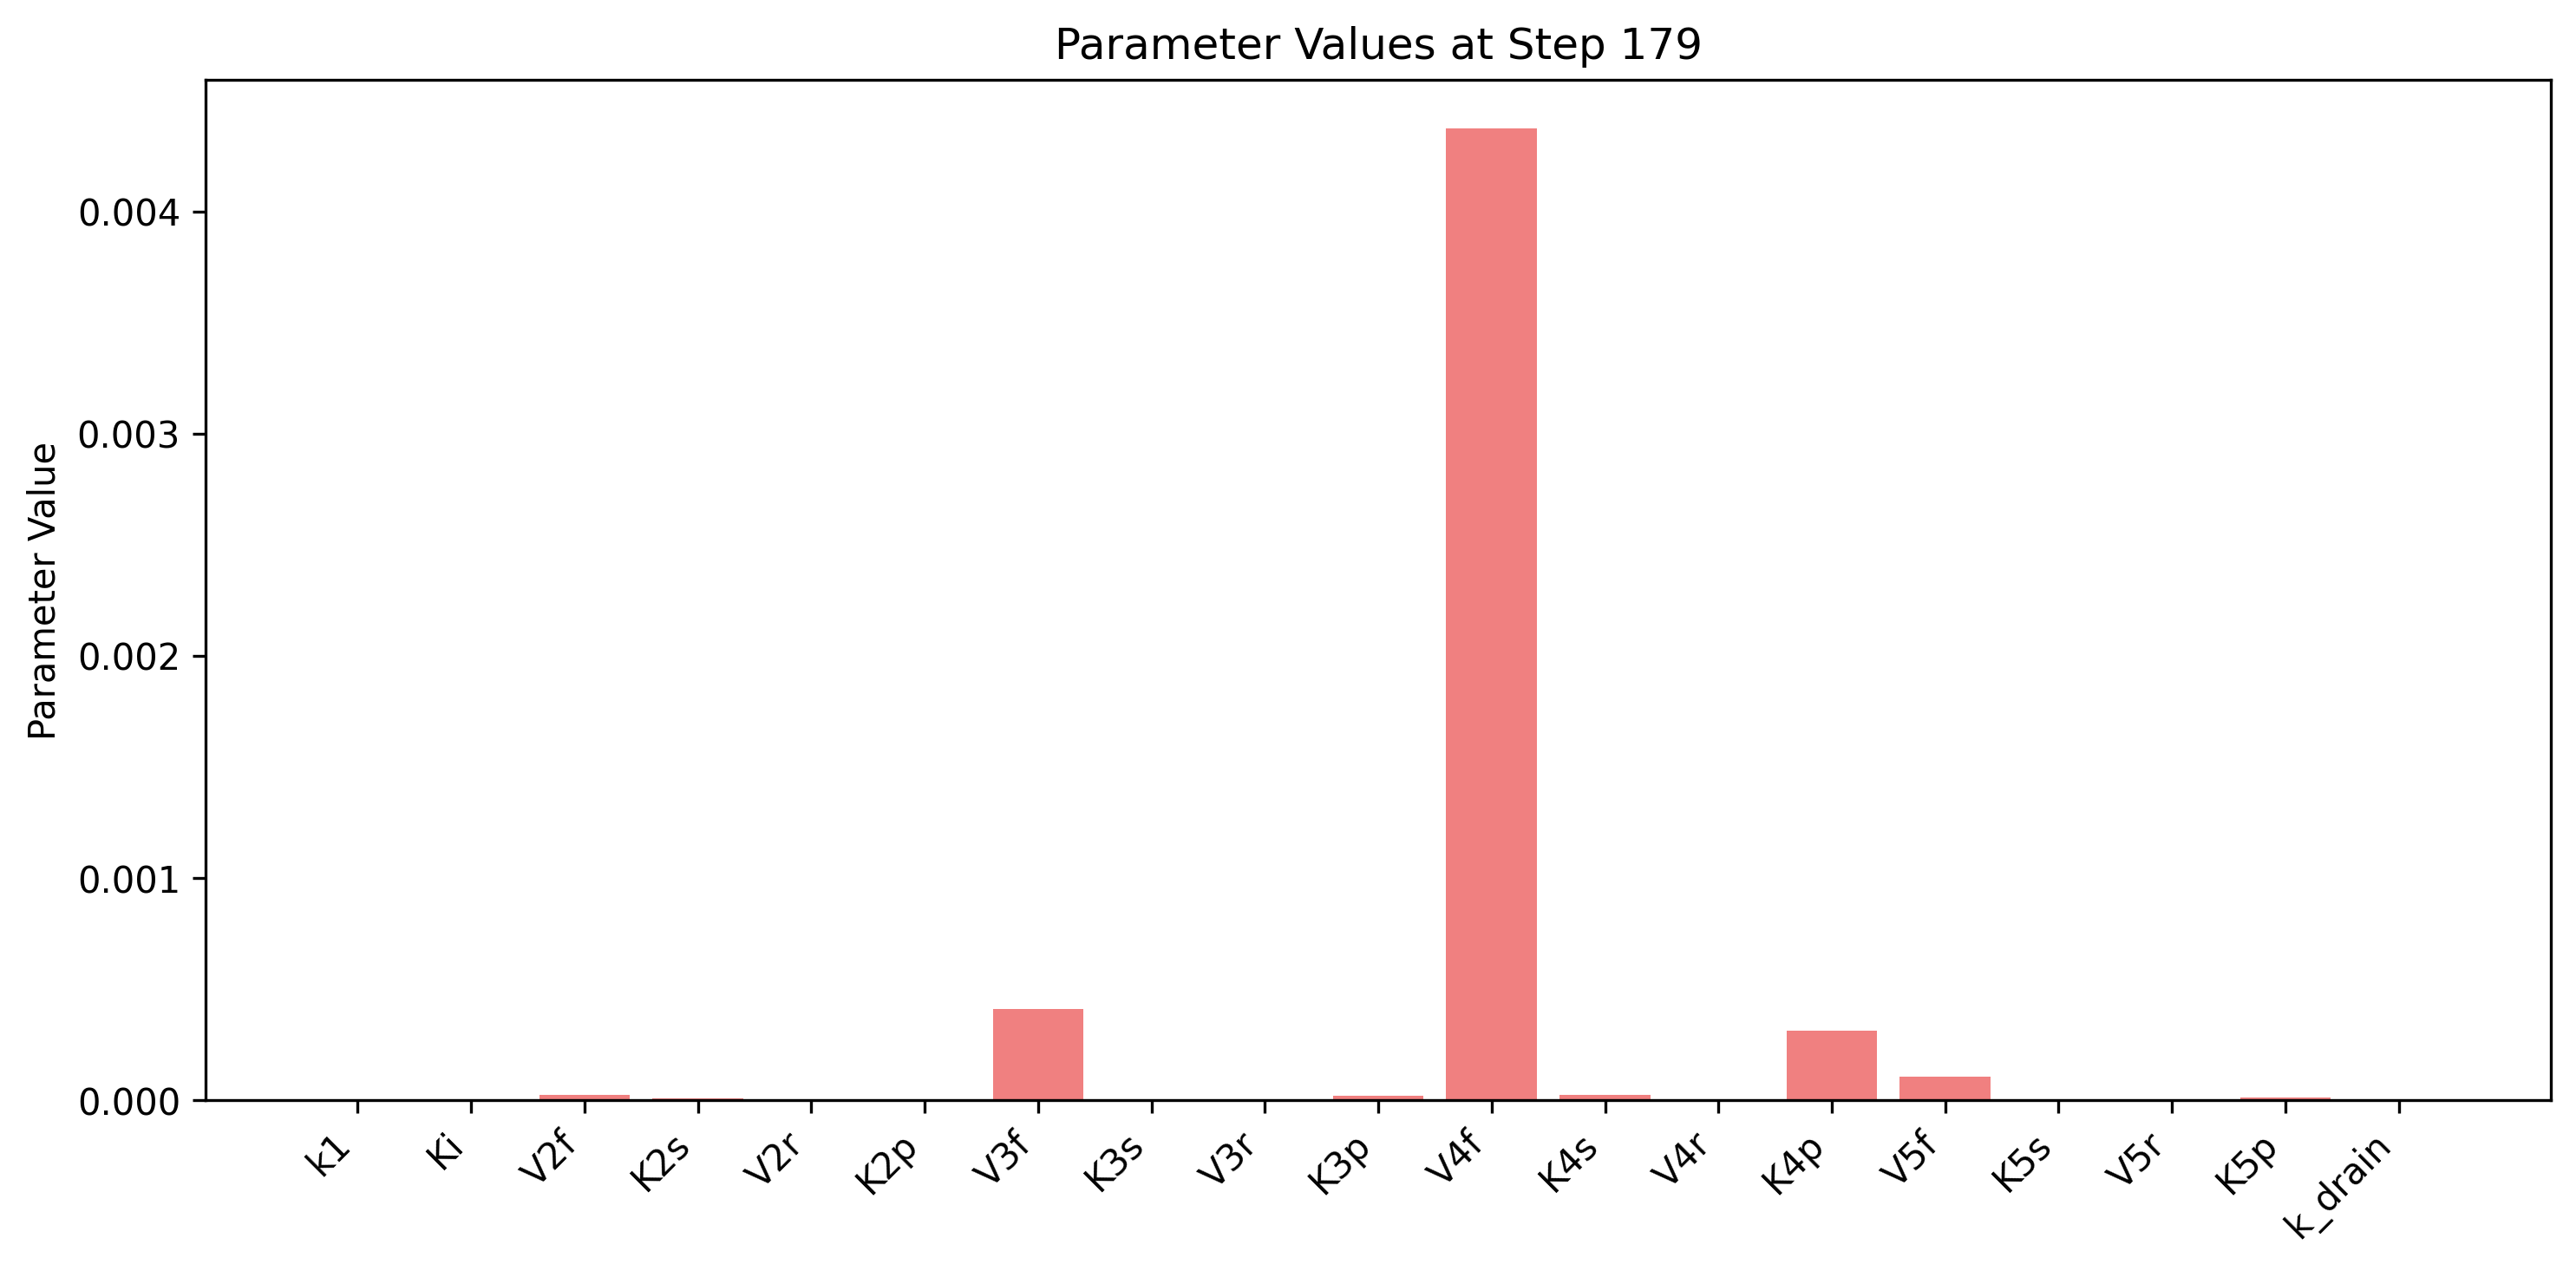 Parameter Values at Step 179
Parameter Value
0.004
0.003
0.002
0.001
0.000
k1
Ki
V2f
K2s
V2r
K2p
V3f
K3s
V3r
K3p
V4f
K4s
V4r
K4p
V5f
K5s
V5r
K5p
k_drain